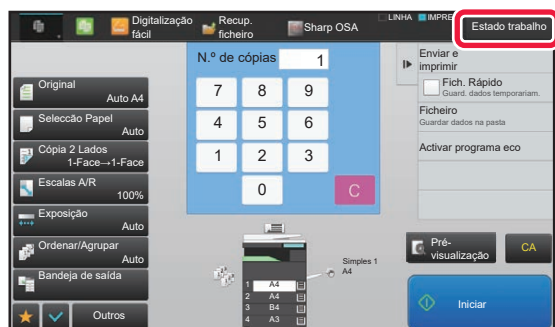 Digitalização
fácil
Recup.
ficheiro
Sharp OSA
LINHA
IMPRE
Estado trabalho
N.º de cópias
1
Original
Auto A4
Seleccão Papel
Auto
Cópia 2 Lados
1-Face→1-Face
Escalas A/R
100%
Exposição
Auto
Ordenar/Agrupar
Auto
Bandeja de saída
Outros
7 8 9
4 5 6
1 2 3
0 C
Simples 1
A4
1 A4
2 A4
3 B4
4 A3
Enviar e
imprimir
Fich. Rápido
Guard. dados temporariam.
Ficheiro
Guardar dados na pasta
Activar programa eco
Pré-
visualização
CA
Iniciar